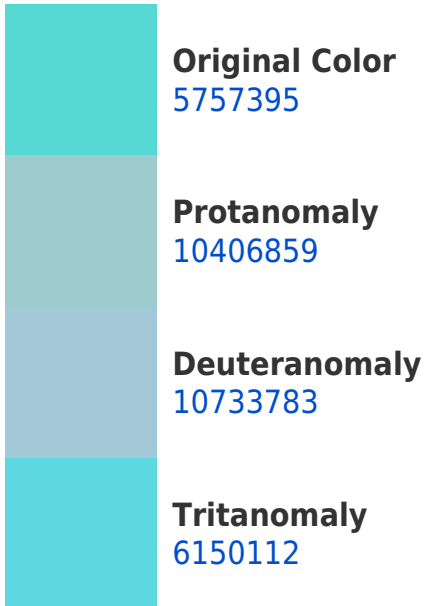 Original Color
5757395
Protanomaly
10406859
Deuteranomaly
10733783
Tritanomaly
6150112